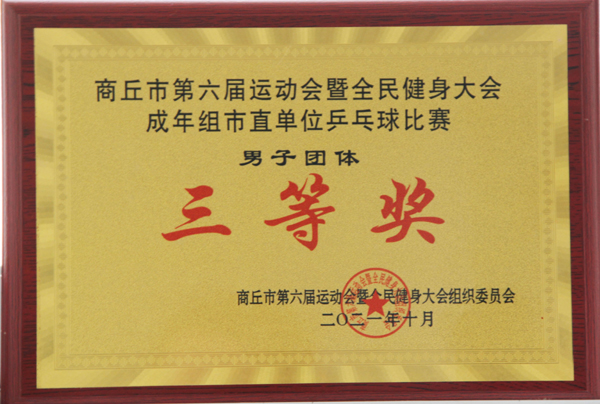 商丘市第六届运动会暨全民健身大会
成年组市直单位乒乓球比赛
男子团体
三等奖
商丘市第六届运动会暨全民健身大会组织委员会
二〇二一年十月